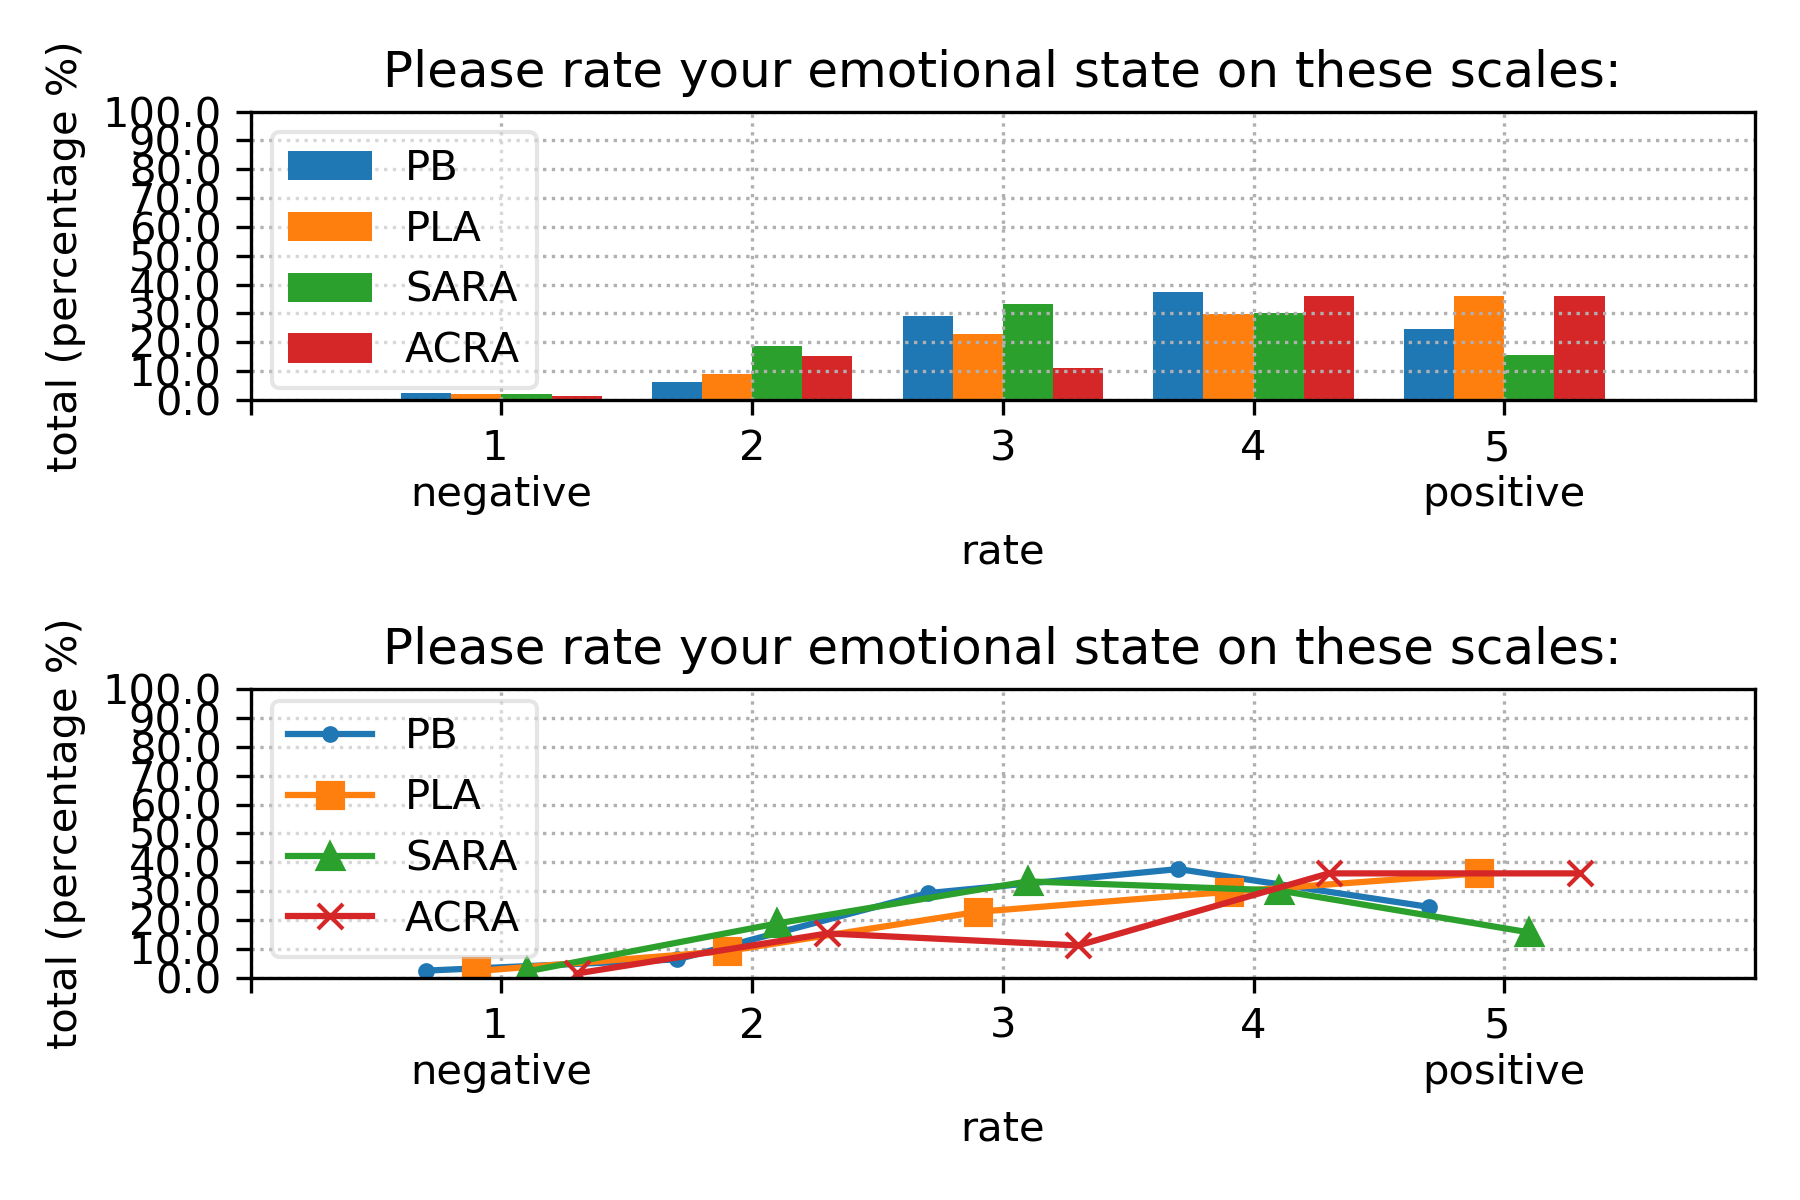 Please rate your emotional state on these scales:
total (percentage %)
100.0
90.0
80.0
70.0
60.0
50.0
40.0
30.0
20.0
10.0
0.0
PB
PLA
SARA
ACRA
1 2 3 4 5
negative positive
rate
Please rate your emotional state on these scales:
total (percentage %)
100.0
90.0
80.0
70.0
60.0
50.0
40.0
30.0
20.0
10.0
0.0
PB
PLA
SARA
ACRA
1 2 3 4 5
negative positive
rate